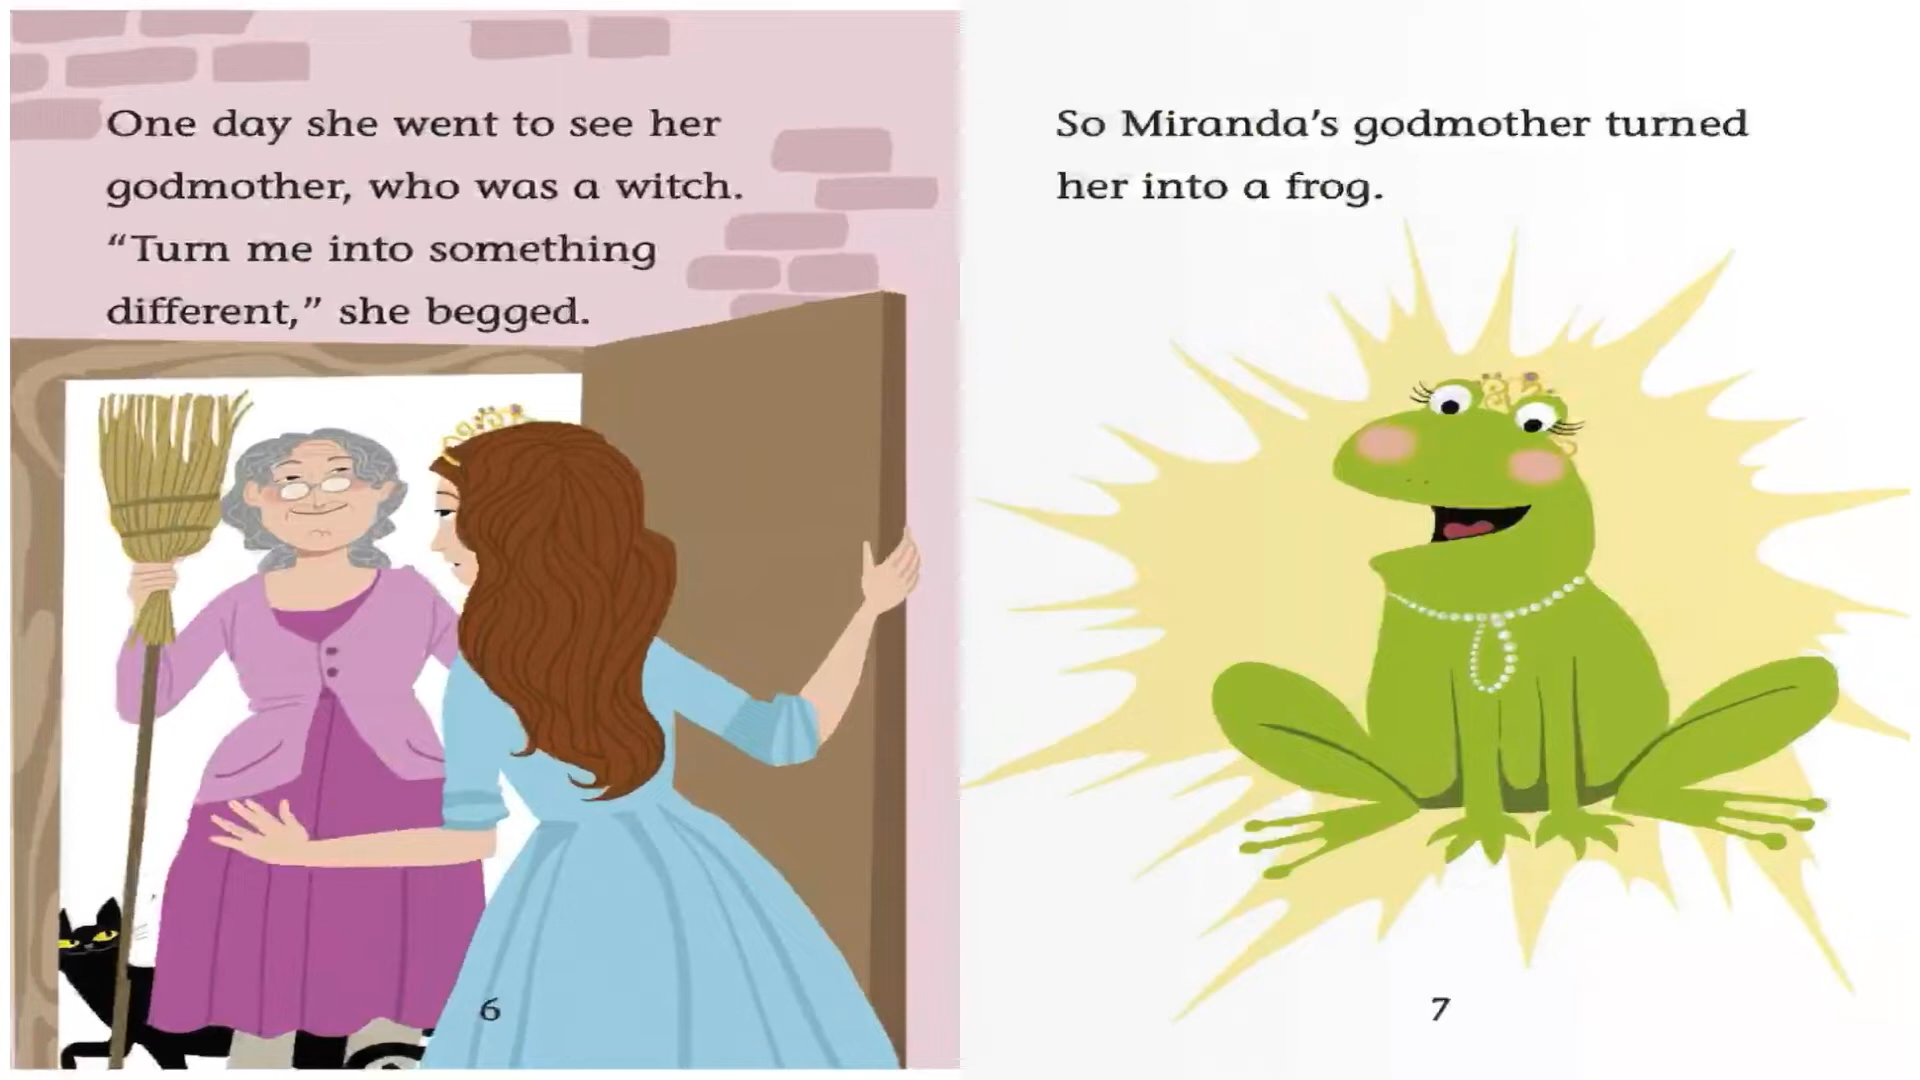 One day she went to see her
godmother, who was a witch.
“Turn me into something
different,” she begged.
6
So Miranda’s godmother turned
her into a frog.
7